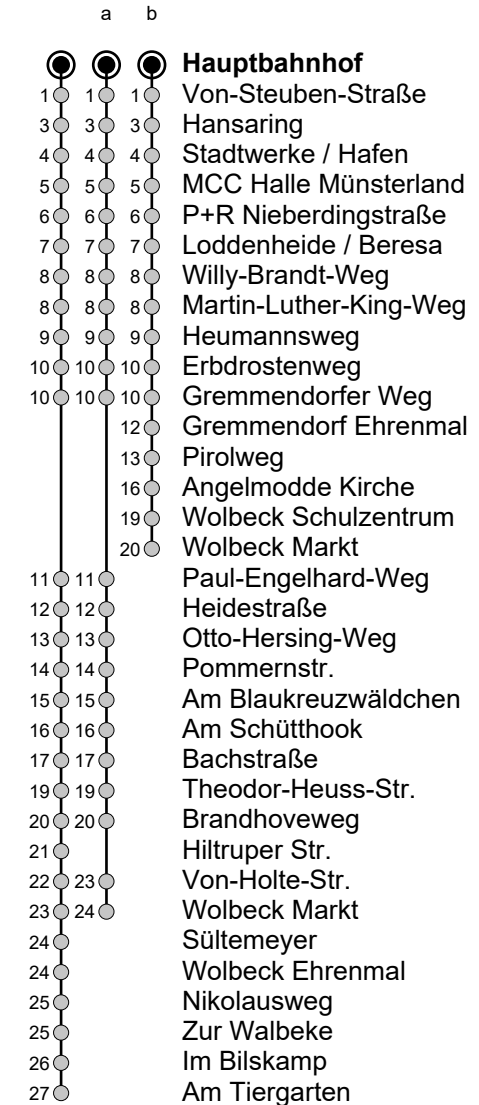 a b
Hauptbahnhof
1 1 1 Von-Steuben-Straße
3 3 3 Hansaring
4 4 4 Stadtwerke / Hafen
5 5 5 MCC Halle Münsterland
6 6 6 P+R Nieberdingstraße
7 7 7 Loddenheide / Beresa
8 8 8 Willy-Brandt-Weg
8 8 8 Martin-Luther-King-Weg
9 9 9 Heumannsweg
10 10 10 Erbdrostenweg
10 10 10 Gremmendorfer Weg
12 Gremmendorf Ehrenmal
13 Pirolweg
16 Angelmodde Kirche
19 Wolbeck Schulzentrum
20 Wolbeck Markt
11 11 Paul-Engelhard-Weg
12 12 Heidestraße
13 13 Otto-Hersing-Weg
14 14 Pommernstr.
15 15 Am Blaukreuzwäldchen
16 16 Am Schütthook
17 17 Bachstraße
19 19 Theodor-Heuss-Str.
20 20 Brandhoveweg
21 Hiltruper Str.
22 23 Von-Holte-Str.
23 24 Wolbeck Markt
24 Sültemeyer
24 Wolbeck Ehrenmal
25 Nikolausweg
25 Zur Walbeke
26 Im Bilskamp
27 Am Tiergarten